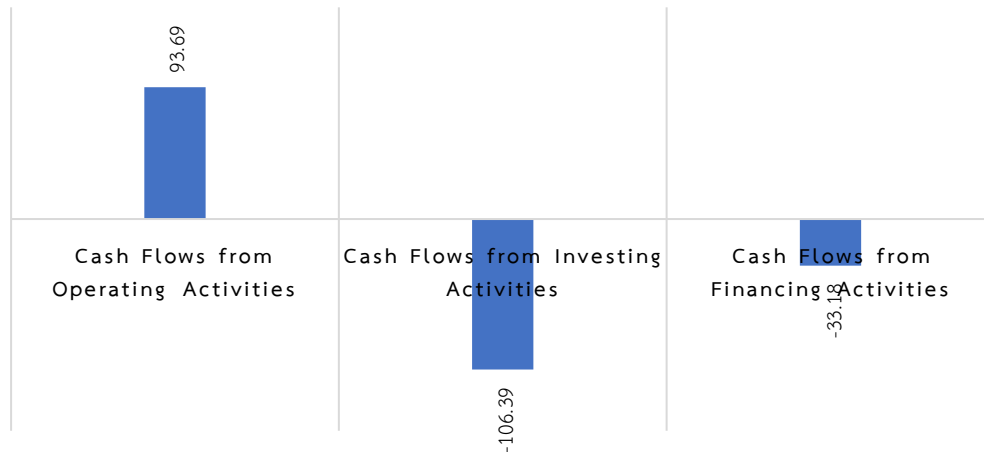 93.69
Cash Flows from
Operating Activities
Cash Flows from Investing
Activities
-106.39
Cash Flows from
Financing Activities
-33.18